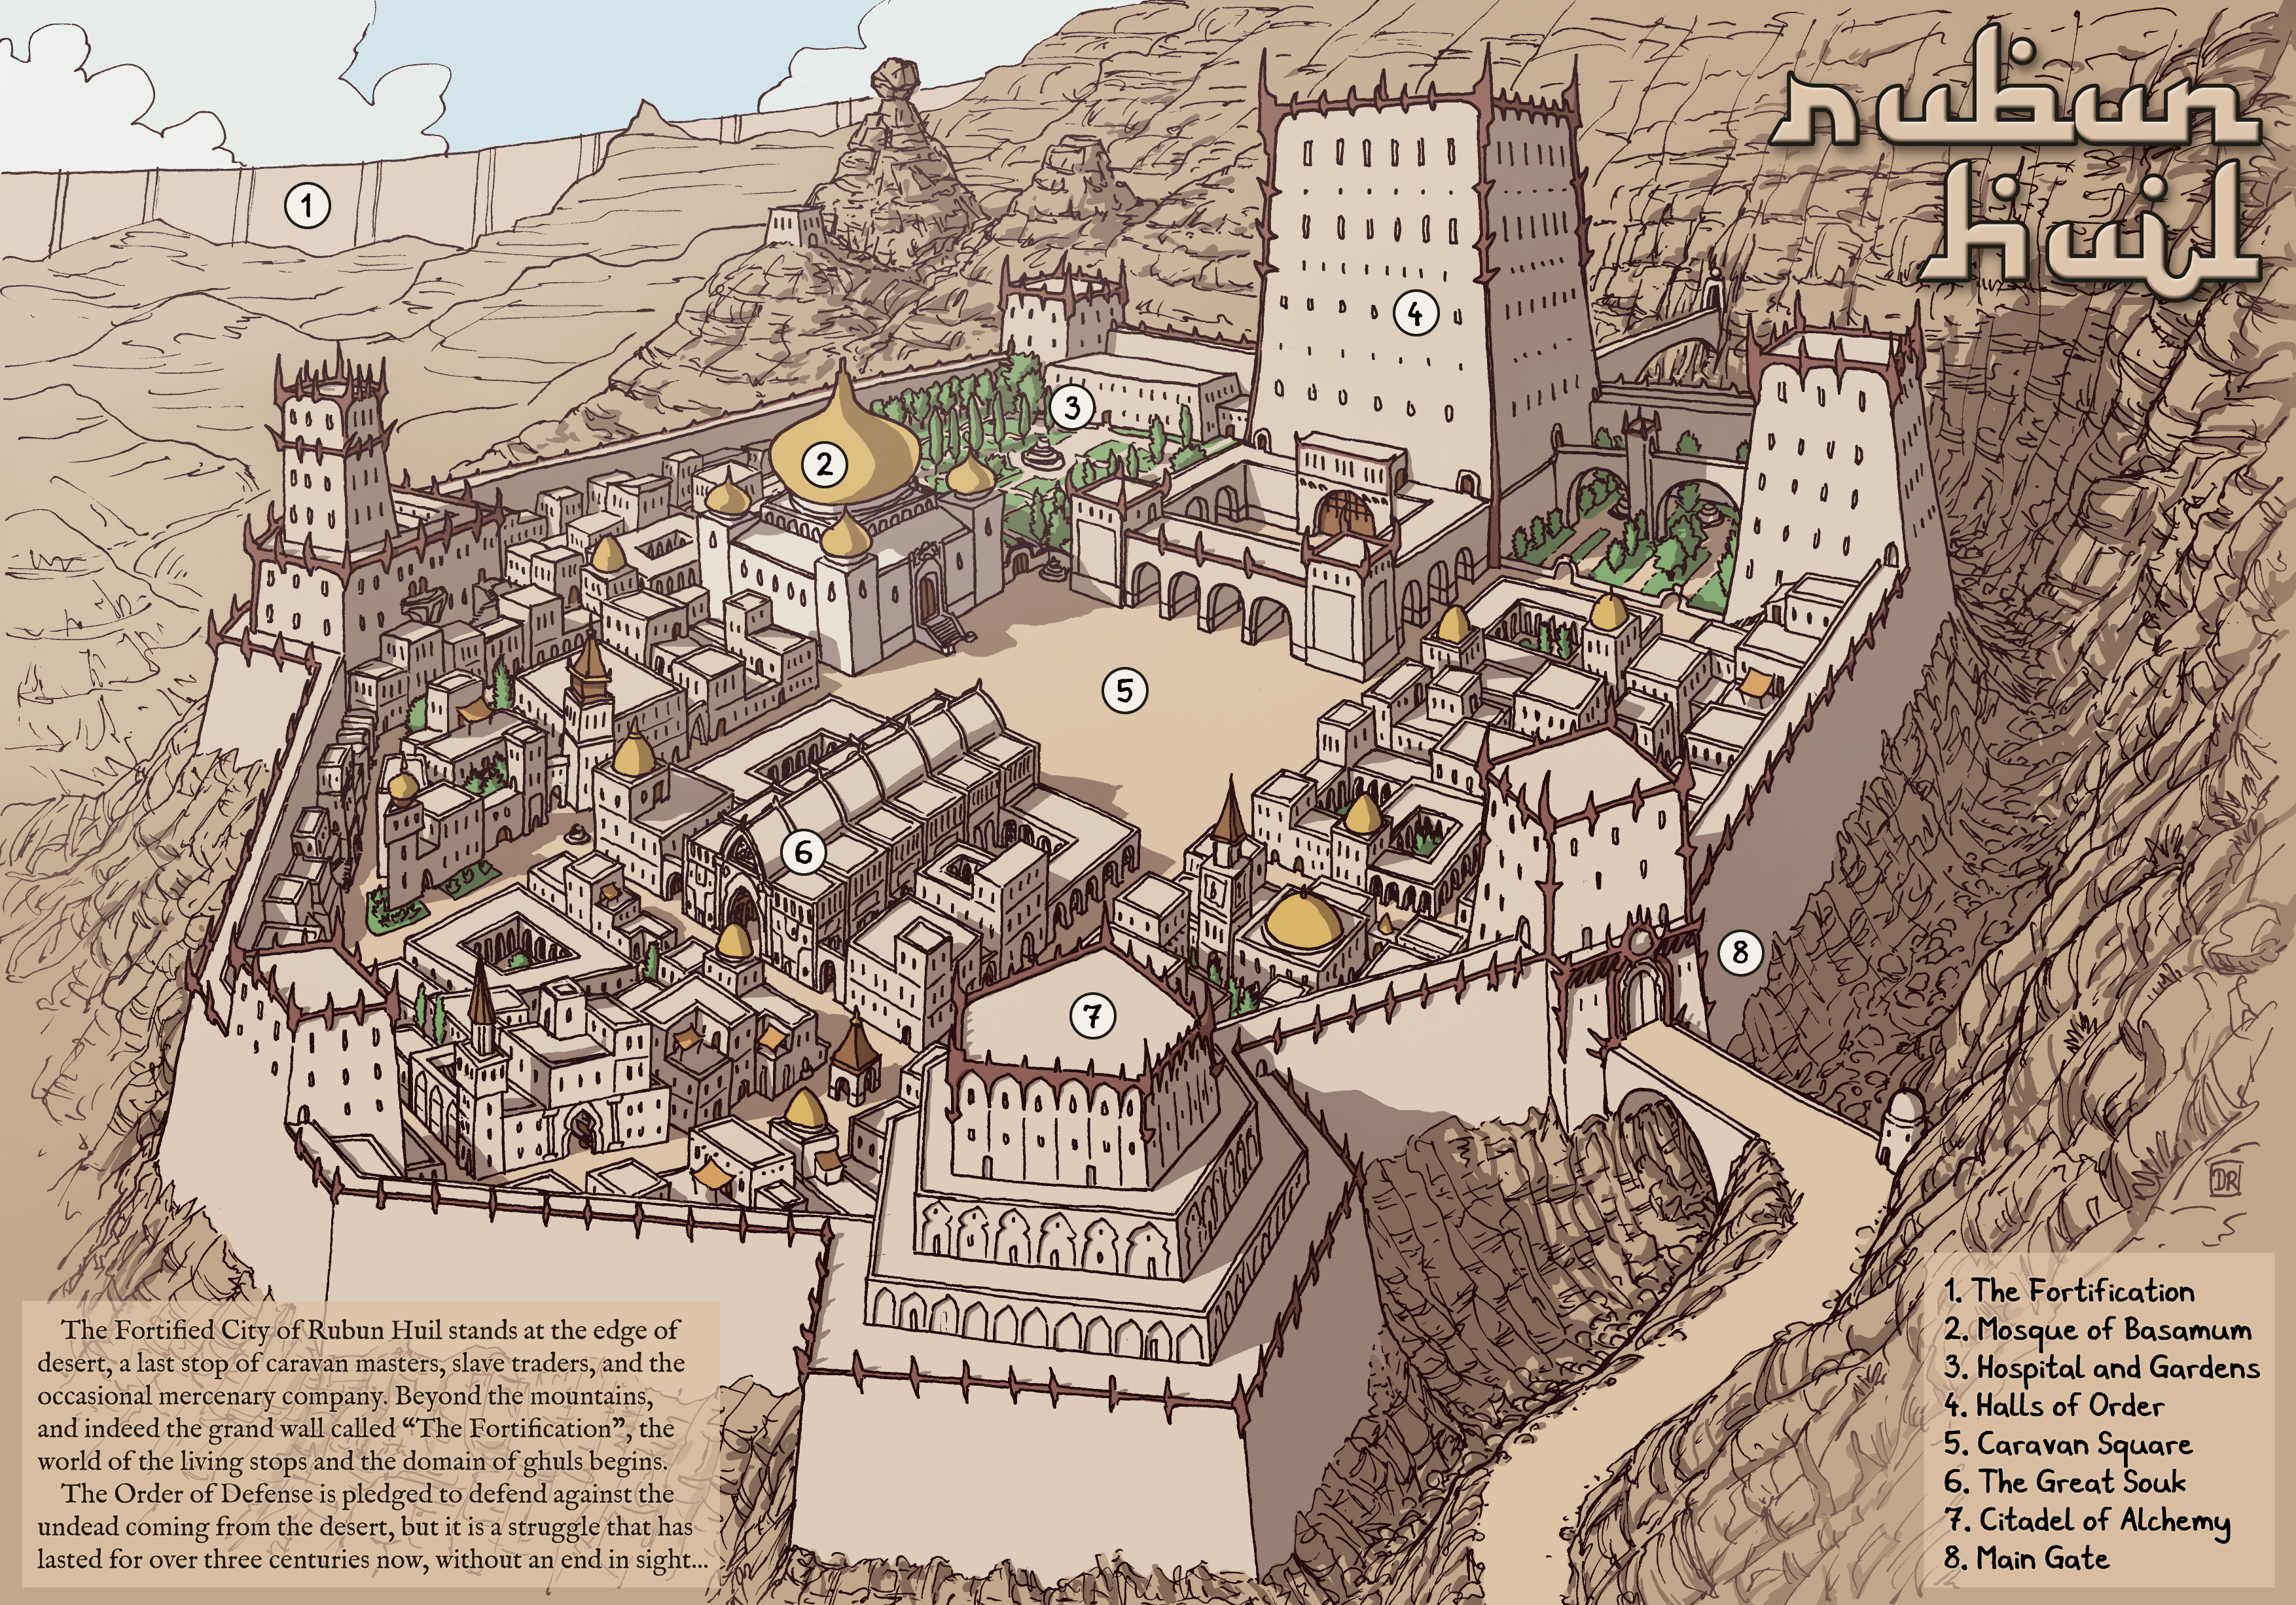 rubun
huil
1
2
3
4
5
6
7
8
DR
The Fortified City of Rubun Huil stands at the edge of
desert, a last stop of caravan masters, slave traders, and the
occasional mercenary company. Beyond the mountains,
and indeed the grand wall called “The Fortification”, the
world of the living stops and the domain of ghuls begins.
The Order of Defense is pledged to defend against the
undead coming from the desert, but it is a struggle that has
lasted for over three centuries now, without an end in sight...
1. The Fortification
2. Mosque of Basamum
3. Hospital and Gardens
4. Halls of Order
5. Caravan Square
6. The Great Souk
7. Citadel of Alchemy
8. Main Gate